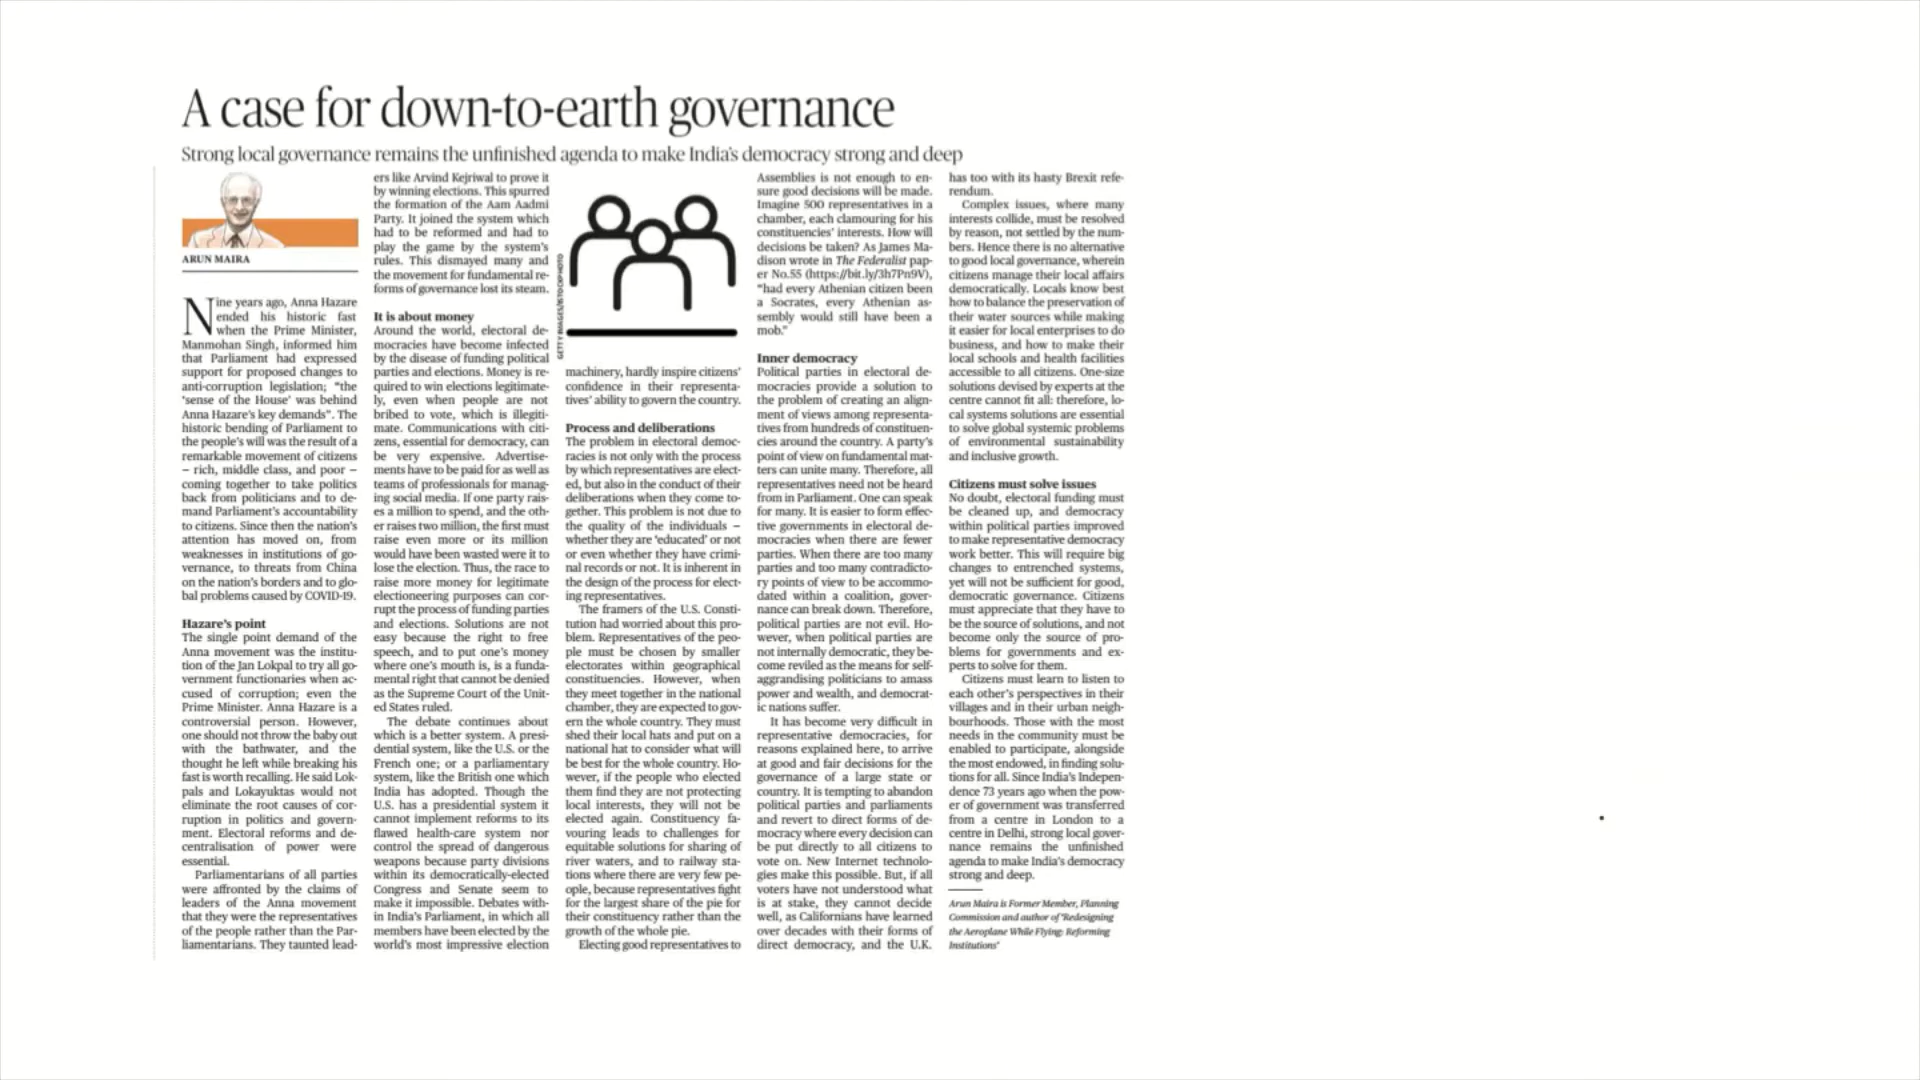 A case for down-to-earth governance
Strong local governance remains the unfinished agenda to make India's democracy strong and deep
ARUN MAIRA
Nine years ago, Anna Hazare
ended his historic fast
when the Prime Minister,
Manmohan Singh, informed him
that Parliament had expressed
support for proposed changes to
anti-corruption legislation; "the
'sense of the House' was behind
Anna Hazare's key demands". The
historic bending of Parliament to
the people's will was the result of a
remarkable movement of citizens
– rich, middle class, and poor –
coming together to take politics
back from politicians and to de-
mand Parliament's accountability
to citizens. Since then the nation's
attention has moved on, from
weaknesses in institutions of go-
vernance, to threats from China
on the nation's borders and to glo-
bal problems caused by COVID-19.
Hazare's point
The single point demand of the
Anna movement was the institu-
tion of the Jan Lokpal to try all go-
vernment functionaries when ac-
cused of corruption; even the
Prime Minister. Anna Hazare is a
controversial person. However,
one should not throw the baby out
with the bathwater, and the
thought he left while breaking his
fast is worth recalling. He said Lok-
pals and Lokayuktas would not
eliminate the root causes of cor-
ruption in politics and govern-
ment. Electoral reforms and de-
centralisation of power were
essential.
Parliamentarians of all parties
were affronted by the claims of
leaders of the Anna movement
that they were the representatives
of the people rather than the Par-
liamentarians. They taunted lead-
ers like Arvind Kejriwal to prove it
by winning elections. This spurred
the formation of the Aam Aadmi
Party. It joined the system which
had to be reformed and had to
play the game by the system's
rules. This dismayed many and
the movement for fundamental re-
forms of governance lost its steam.
It is about money
Around the world, electoral de-
mocracies have become infected
by the disease of funding political
parties and elections. Money is re-
quired to win elections legitimate-
ly, even when people are not
bribed to vote, which is illegiti-
mate. Communications with citi-
zens, essential for democracy, can
be very expensive. Advertise-
ments have to be paid for as well as
teams of professionals for manag-
ing social media. If one party rais-
es a million to spend, and the oth-
er raises two million, the first must
raise even more or its million
would have been wasted were it to
lose the election. Thus, the race to
raise more money for legitimate
electioneering purposes can cor-
rupt the process of funding parties
and elections. Solutions are not
easy because the right to free
speech, and to put one's money
where one's mouth is, is a funda-
mental right that cannot be denied
as the Supreme Court of the Unit-
ed States ruled.
The debate continues about
which is a better system. A presi-
dential system, like the U.S. or the
French one; or a parliamentary
system, like the British one which
India has adopted. Though the
U.S. has a presidential system it
cannot implement reforms to its
flawed health-care system nor
control the spread of dangerous
weapons because party divisions
within its democratically-elected
Congress and Senate seem to
make it impossible. Debates with-
in India's Parliament, in which all
members have been elected by the
world's most impressive election
GETTY IMAGES/ISTOCKPHOTO
machinery, hardly inspire citizens'
confidence in their representa-
tives' ability to govern the country.
Process and deliberations
The problem in electoral democ-
racies is not only with the process
by which representatives are elect-
ed, but also in the conduct of their
deliberations when they come to-
gether. This problem is not due to
the quality of the individuals –
whether they are 'educated' or not
or even whether they have crimi-
nal records or not. It is inherent in
the design of the process for elect-
ing representatives.
The framers of the U.S. Consti-
tution had worried about this pro-
blem. Representatives of the peo-
ple must be chosen by smaller
electorates within geographical
constituencies. However, when
they meet together in the national
chamber, they are expected to gov-
ern the whole country. They must
shed their local hats and put on a
national hat to consider what will
be best for the whole country. Ho-
wever, if the people who elected
them find they are not protecting
local interests, they will not be
elected again. Constituency fa-
vouring leads to challenges for
equitable solutions for sharing of
river waters, and to railway sta-
tions where there are very few pe-
ople, because representatives fight
for the largest share of the pie for
their constituency rather than the
growth of the whole pie.
Electing good representatives to
Assemblies is not enough to en-
sure good decisions will be made.
Imagine 500 representatives in a
chamber, each clamouring for his
constituencies' interests. How will
decisions be taken? As James Ma-
dison wrote in The Federalist pap-
er No.55 (https://bit.ly/3h7Pn9V),
"had every Athenian citizen been
a Socrates, every Athenian as-
sembly would still have been a
mob."
Inner democracy
Political parties in electoral de-
mocracies provide a solution to
the problem of creating an align-
ment of views among representa-
tives from hundreds of constituen-
cies around the country. A party's
point of view on fundamental mat-
ters can unite many. Therefore, all
representatives need not be heard
from in Parliament. One can speak
for many. It is easier to form effec-
tive governments in electoral de-
mocracies when there are fewer
parties. When there are too many
parties and too many contradicto-
ry points of view to be accommo-
dated within a coalition, gover-
nance can break down. Therefore,
political parties are not evil. Ho-
wever, when political parties are
not internally democratic, they be-
come reviled as the means for self-
aggrandising politicians to amass
power and wealth, and democrat-
ic nations suffer.
It has become very difficult in
representative democracies, for
reasons explained here, to arrive
at good and fair decisions for the
governance of a large state or
country. It is tempting to abandon
political parties and parliaments
and revert to direct forms of de-
mocracy where every decision can
be put directly to all citizens to
vote on. New Internet technolo-
gies make this possible. But, if all
voters have not understood what
is at stake, they cannot decide
well, as Californians have learned
over decades with their forms of
direct democracy, and the U.K.
has too with its hasty Brexit refe-
rendum.
Complex issues, where many
interests collide, must be resolved
by reason, not settled by the num-
bers. Hence there is no alternative
to good local governance, wherein
citizens manage their local affairs
democratically. Locals know best
how to balance the preservation of
their water sources while making
it easier for local enterprises to do
business, and how to make their
local schools and health facilities
accessible to all citizens. One-size
solutions devised by experts at the
centre cannot fit all: therefore, lo-
cal systems solutions are essential
to solve global systemic problems
of environmental sustainability
and inclusive growth.
Citizens must solve issues
No doubt, electoral funding must
be cleaned up, and democracy
within political parties improved
to make representative democracy
work better. This will require big
changes to entrenched systems,
yet will not be sufficient for good,
democratic governance. Citizens
must appreciate that they have to
be the source of solutions, and not
become only the source of pro-
blems for governments and ex-
perts to solve for them.
Citizens must learn to listen to
each other's perspectives in their
villages and in their urban neigh-
bourhoods. Those with the most
needs in the community must be
enabled to participate, alongside
the most endowed, in finding solu-
tions for all. Since India's Indepen-
dence 73 years ago when the pow-
er of government was transferred
from a centre in London to a
centre in Delhi, strong local gover-
nance remains the unfinished
agenda to make India's democracy
strong and deep.
Arun Maira is Former Member, Planning
Commission and author of 'Redesigning
the Aeroplane While Flying: Reforming
Institutions'